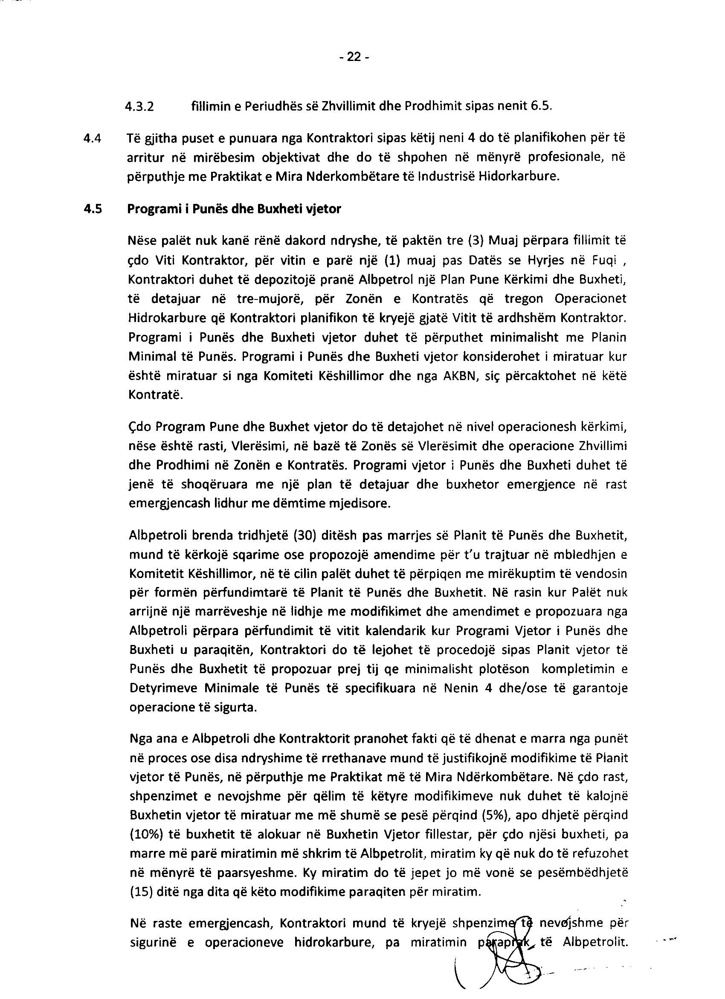 - 22 -
4.3.2 fillimin e Periudhës së Zhvillimit dhe Prodhimit sipas nenit 6.5.
4.4 Të gjitha puset e punuara nga Kontraktori sipas këtij neni 4 do të planifikohen për të
arritur në mirëbesim objektivat dhe do të shpohen në mënyrë profesionale, në
përputhje me Praktikat e Mira Nderkombëtare të Industrisë Hidorkarbure.
4.5 Programi i Punës dhe Buxheti vjetor
Nëse palët nuk kanë rënë dakord ndryshe, të paktën tre (3) Muaj përpara fillimit të
çdo Viti Kontraktor, për vitin e parë një (1) muaj pas Datës se Hyrjes në Fuqi ,
Kontraktori duhet të depozitojë pranë Albpetrol një Plan Pune Kërkimi dhe Buxheti,
të detajuar në tre-mujorë, për Zonën e Kontratës që tregon Operacionet
Hidrokarbure që Kontraktori planifikon të kryejë gjatë Vitit të ardhshëm Kontraktor.
Programi i Punës dhe Buxheti vjetor duhet të përputhet minimalisht me Planin
Minimal të Punës. Programi i Punës dhe Buxheti vjetor konsiderohet i miratuar kur
është miratuar si nga Komiteti Këshillimor dhe nga AKBN, siç përcaktohet në këtë
Kontratë.
Çdo Program Pune dhe Buxhet vjetor do të detajohet në nivel operacionesh kërkimi,
nëse është rasti, Vlerësimi, në bazë të Zonës së Vlerësimit dhe operacione Zhvillimi
dhe Prodhimi në Zonën e Kontratës. Programi vjetor i Punës dhe Buxheti duhet të
jenë të shoqëruara me një plan të detajuar dhe buxhetor emergjence në rast
emergjencash lidhur me dëmtime mjedisore.
Albpetroli brenda tridhjetë (30) ditësh pas marrjes së Planit të Punës dhe Buxhetit,
mund të kërkojë sqarime ose propozojë amendime për t'u trajtuar në mbledhjen e
Komitetit Këshillimor, në të cilin palët duhet të përpiqen me mirëkuptim të vendosin
për formën përfundimtarë të Planit të Punës dhe Buxhetit. Në rasin kur Palët nuk
arrijnë një marrëveshje në lidhje me modifikimet dhe amendimet e propozuara nga
Albpetroli përpara përfundimit të vitit kalendarik kur Programi Vjetor i Punës dhe
Buxheti u paraqitën, Kontraktori do të lejohet të procedojë sipas Planit vjetor të
Punës dhe Buxhetit të propozuar prej tij qe minimalisht plotëson kompletimin e
Detyrimeve Minimale të Punës të specifikuara në Nenin 4 dhe/ose të garantoje
operacione të sigurta.
Nga ana e Albpetroli dhe Kontraktorit pranohet fakti që të dhenat e marra nga punët
në proces ose disa ndryshime të rrethanave mund të justifikojnë modifikime të Planit
vjetor të Punës, në përputhje me Praktikat më të Mira Ndërkombëtare. Në çdo rast,
shpenzimet e nevojshme për qëlim të këtyre modifikimeve nuk duhet të kalojnë
Buxhetin vjetor të miratuar me më shumë se pesë përqind (5%), apo dhjetë përqind
(10%) të buxhetit të alokuar në Buxhetin Vjetor fillestar, për çdo njësi buxheti, pa
marre më parë miratimin më shkrim të Albpetrolit, miratim ky që nuk do të refuzohet
në mënyrë të paarsyeshme. Ky miratim do të jepet jo më vonë se pesëmbëdhjetë
(15) ditë nga dita që këto modifikime paraqiten për miratim.
Në raste emergjencash, Kontraktori mund të kryejë shpenzime të nevojshme për
sigurinë e operacioneve hidrokarbure, pa miratimin paraprak të Albpetrolit.